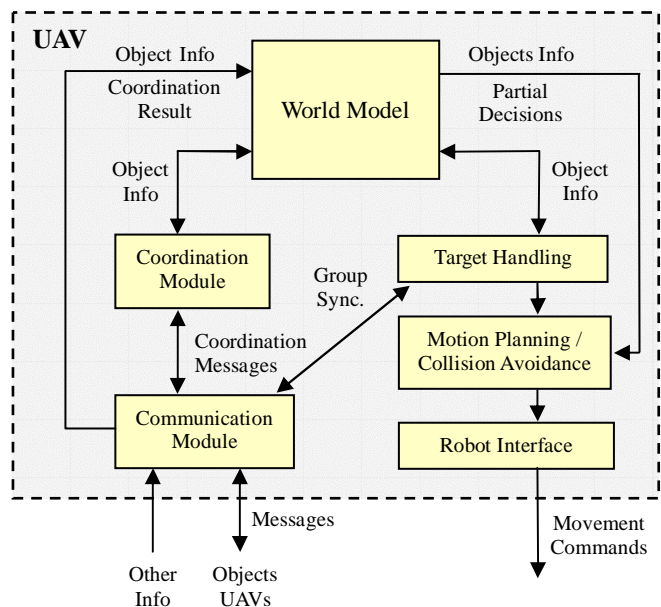 UAV
Object Info
Coordination
Result
World Model
Objects Info
Partial
Decisions
Object
Info
Object
Info
Coordination
Module
Target Handling
Group
Sync.
Coordination
Messages
Motion Planning /
Collision Avoidance
Communication
Module
Robot Interface
Messages
Movement
Commands
Other
Info
Objects
UAVs